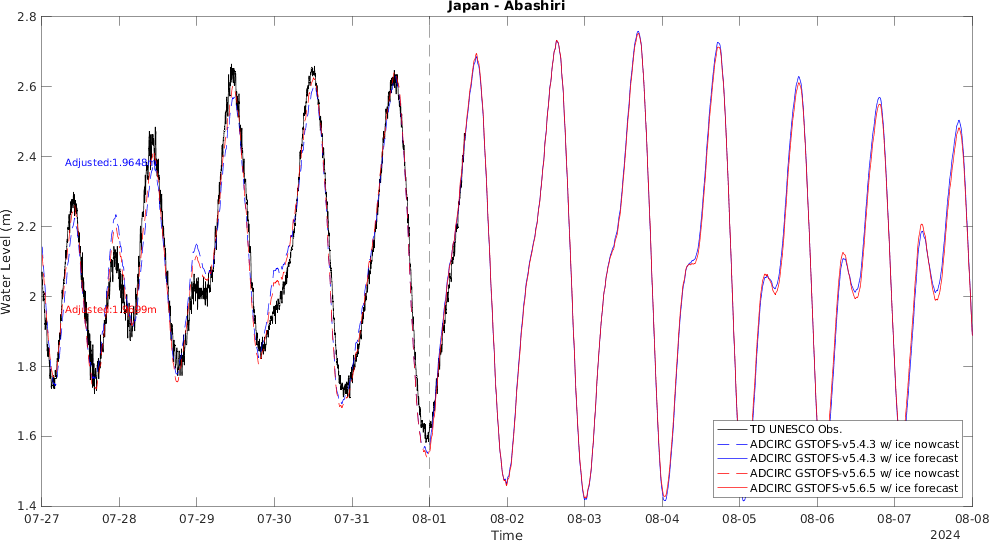 Japan - Abashiri
2.8
2.6
2.4
2.2
2
1.8
1.6
1.4
Water Level (m)
Adjusted:1.9648m
TD UNESCO Obs.
ADCIRC GSTOFS-v5.4.3 w/ ice nowcast
ADCIRC GSTOFS-v5.4.3 w/ ice forecast
ADCIRC GSTOFS-v5.6.5 w/ ice nowcast
ADCIRC GSTOFS-v5.6.5 w/ ice forecast
07-27 07-28 07-29 07-30 07-31 08-01 08-02 08-03 08-04 08-05 08-06 08-07 08-08
Time
2024